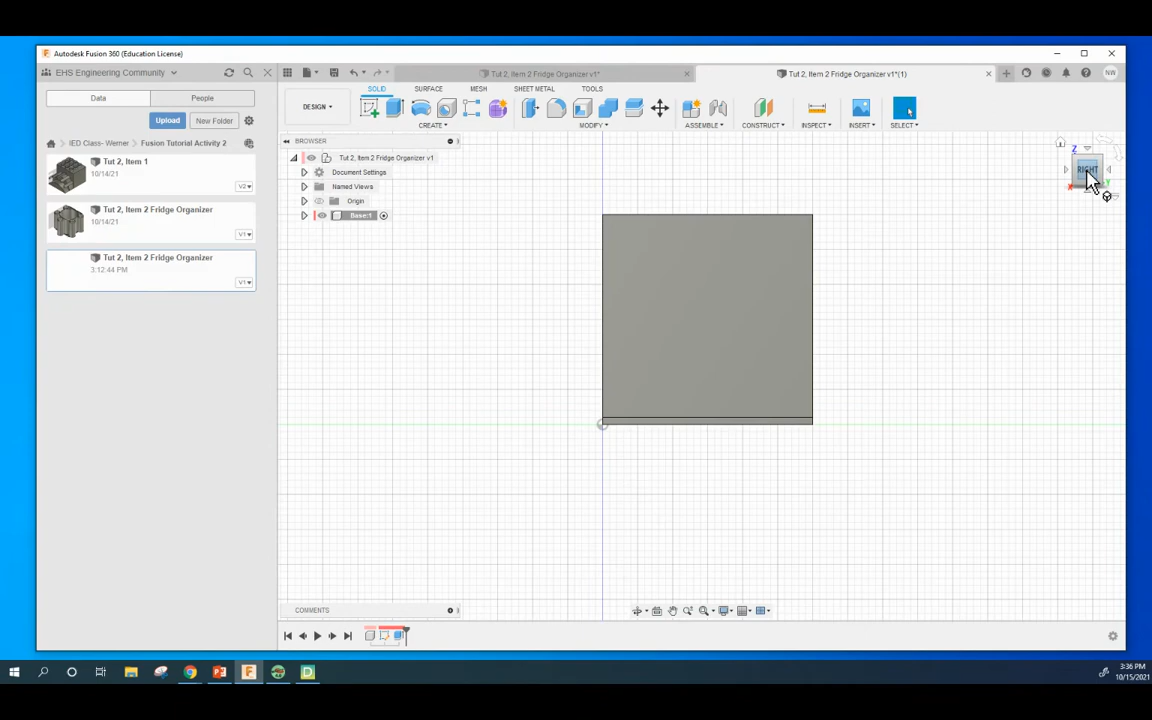 Autodesk Fusion 360 (Education License)
EHS Engineering Community
Tut 2, Item 2 Fridge Organizer v1*
Tut 2, Item 2 Fridge Organizer v1*(1)
NW
Data
People
SOLID
SURFACE
MESH
SHEET METAL
TOOLS
DESIGN
Upload
New Folder
CREATE
MODIFY
ASSEMBLE
CONSTRUCT
INSPECT
INSERT
SELECT
IED Class- Werner
Fusion Tutorial Activity 2
BROWSER
Tut 2, Item 1
10/14/21
V2
Tut 2, Item 2 Fridge Organizer v1
Document Settings
Named Views
Origin
Base:1
Z
RIGHT
X
Y
Tut 2, Item 2 Fridge Organizer
10/14/21
V1
Tut 2, Item 2 Fridge Organizer
3:12:44 PM
V1
COMMENTS
3:36 PM
10/15/2021